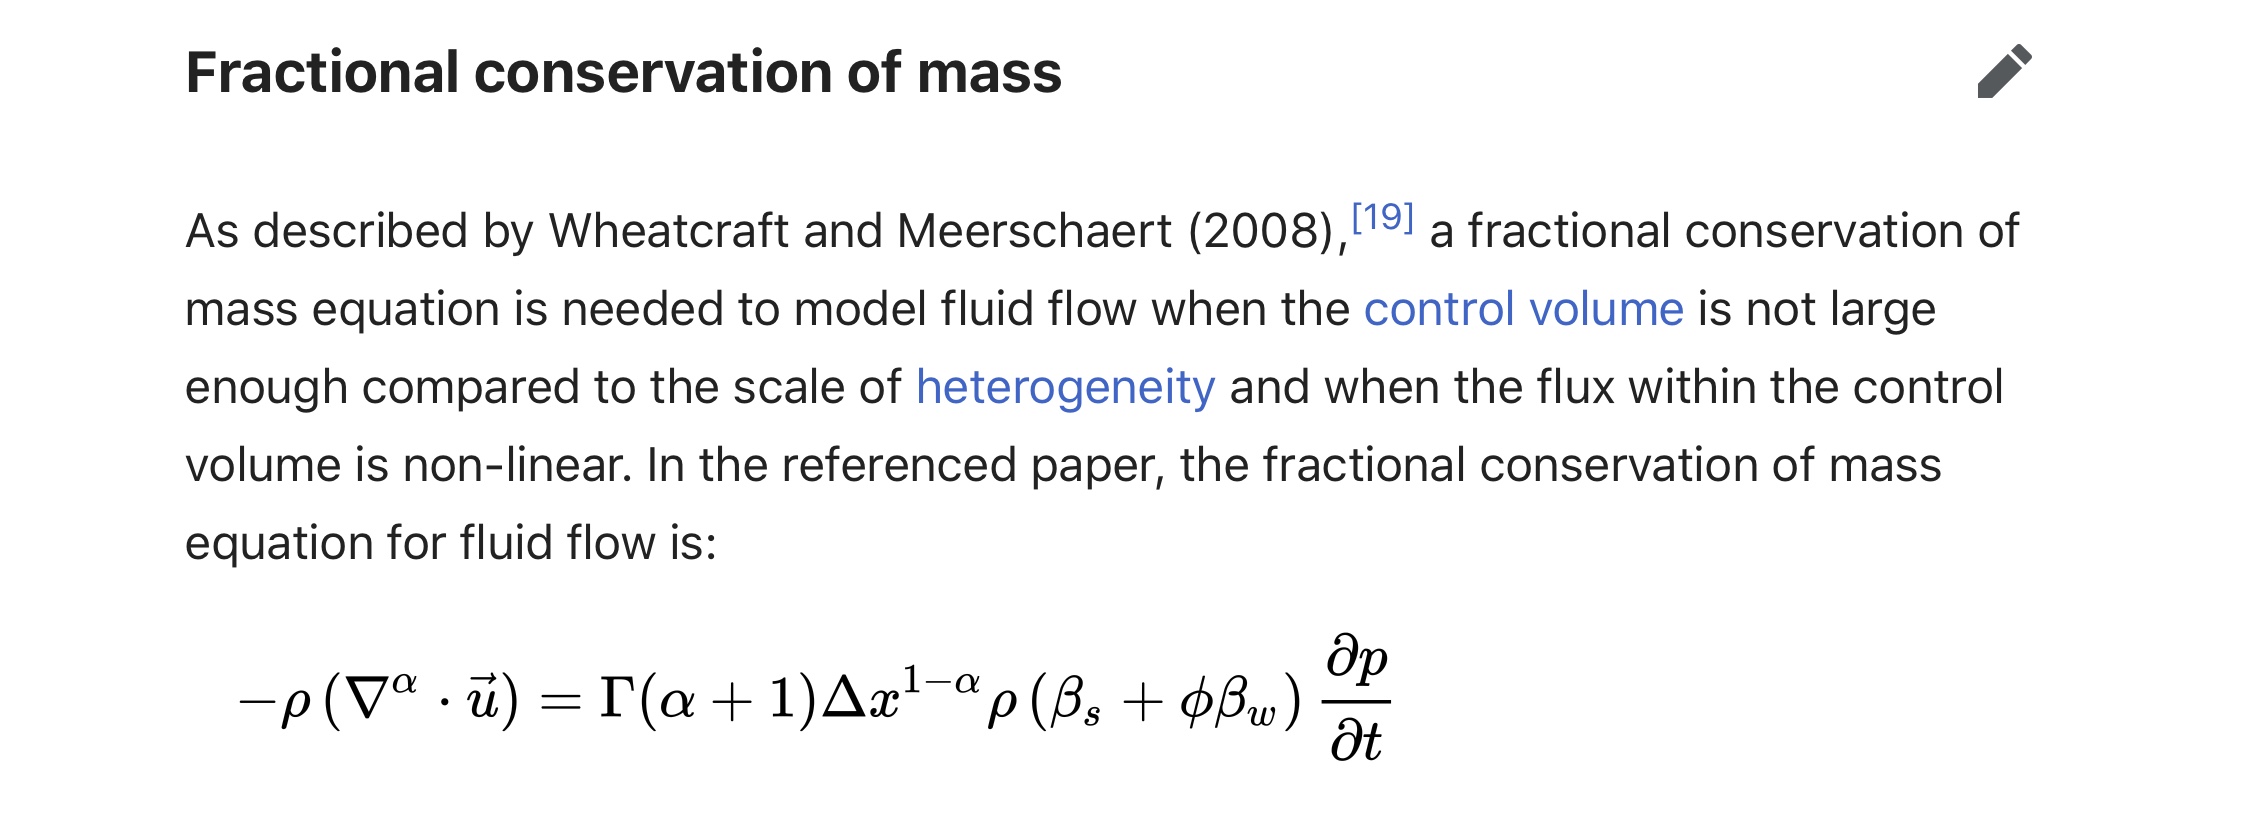 Fractional conservation of mass
As described by Wheatcraft and Meerschaert (2008),[19] a fractional conservation of
mass equation is needed to model fluid flow when the control volume is not large
enough compared to the scale of heterogeneity and when the flux within the control
volume is non-linear. In the referenced paper, the fractional conservation of mass
equation for fluid flow is:
$-\rho \left(\nabla^{\alpha} \cdot \vec{u}\right) = \Gamma(\alpha + 1)\Delta x^{1-\alpha} \rho \left(\beta_s + \phi \beta_w\right) \frac{\partial p}{\partial t}$